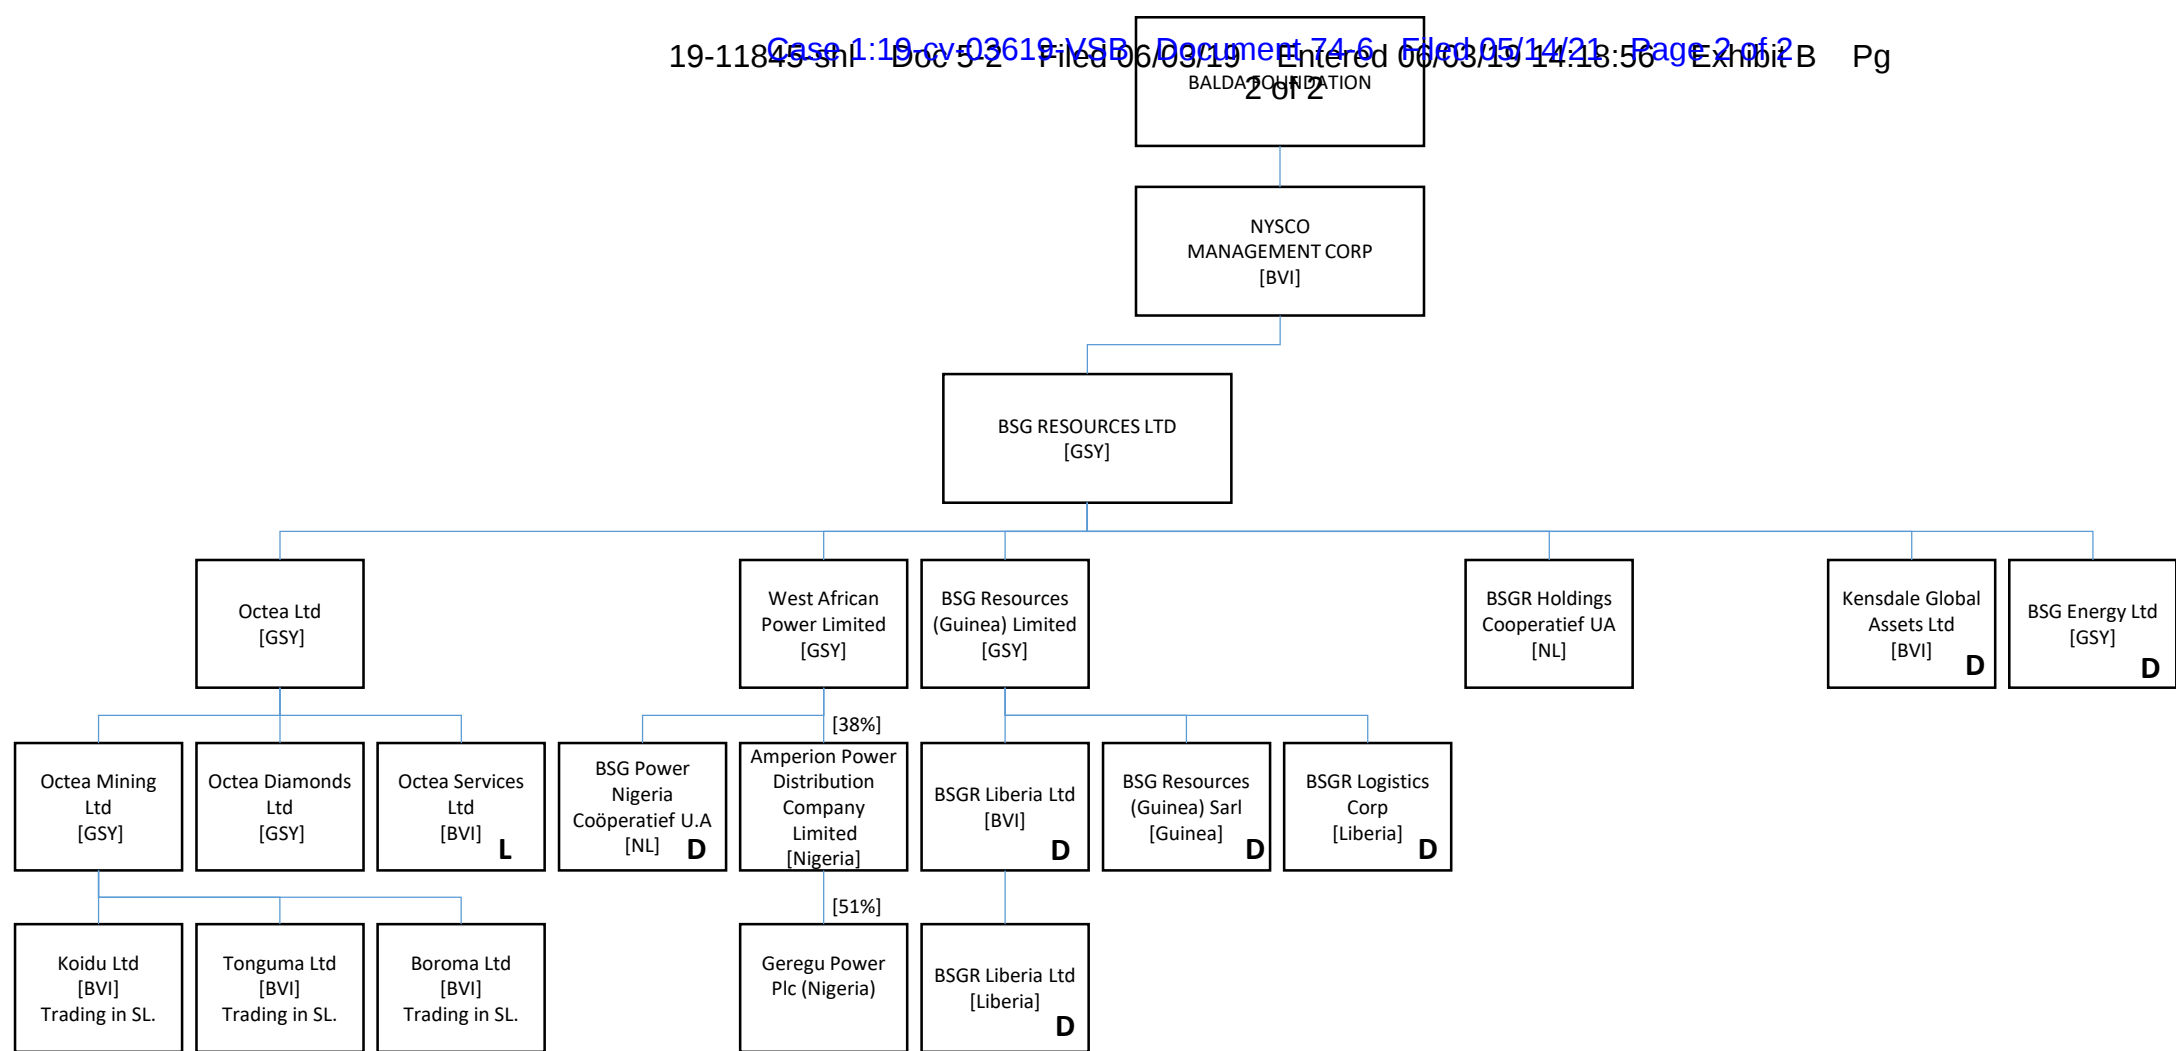 Case 1:19-cv-03619-VSB Document 74-6 Filed 05/14/21 Page 2 of 2
19-11845-shl Doc 5-2 Filed 06/03/19 Entered 06/03/19 14:18:56 Exhibit B Pg
2 of 2
BALDA FOUNDATION
NYSCO
MANAGEMENT CORP
[BVI]
BSG RESOURCES LTD
[GSY]
Octea Ltd
[GSY]
West African
Power Limited
[GSY]
BSG Resources
(Guinea) Limited
[GSY]
BSGR Holdings
Cooperatief UA
[NL]
Kensdale Global
Assets Ltd
[BVI]
D
BSG Energy Ltd
[GSY]
D
[38%]
Octea Mining
Ltd
[GSY]
Octea Diamonds
Ltd
[GSY]
Octea Services
Ltd
[BVI]
L
BSG Power
Nigeria
Coöperatief U.A
[NL]
D
Amperion Power
Distribution
Company
Limited
[Nigeria]
BSGR Liberia Ltd
[BVI]
D
BSG Resources
(Guinea) Sarl
[Guinea]
D
BSGR Logistics
Corp
[Liberia]
D
[51%]
Koidu Ltd
[BVI]
Trading in SL.
Tonguma Ltd
[BVI]
Trading in SL.
Boroma Ltd
[BVI]
Trading in SL.
Geregu Power
Plc (Nigeria)
BSGR Liberia Ltd
[Liberia]
D